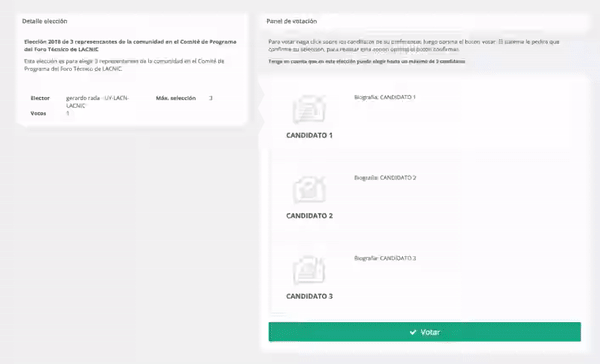 Detalle elección
Elección 2018 de 3 representantes de la comunidad en el Comité de Programa
del Foro Técnico de LACNIC
Esta elección es para elegir 3 representantes de la comunidad en el Comité de
Programa del Foro Técnico de LACNIC.
Elector gerardo rada - UY-LACN-
LACNIC
Máx. selección 3
Votos 1
Panel de votación
Para votar haga click sobre los candidatos de su preferencia, luego oprima el botón votar. El sistema le pedirá que
confirme su selección, para realizar esta acción oprima el botón confirmar.
Tenga en cuenta que en esta elección puede elegir hasta un máximo de 3 candidatos
Biografía: CANDIDATO 1
CANDIDATO 1
Biografía: CANDIDATO 2
CANDIDATO 2
Biografía: CANDIDATO 3
CANDIDATO 3
Votar